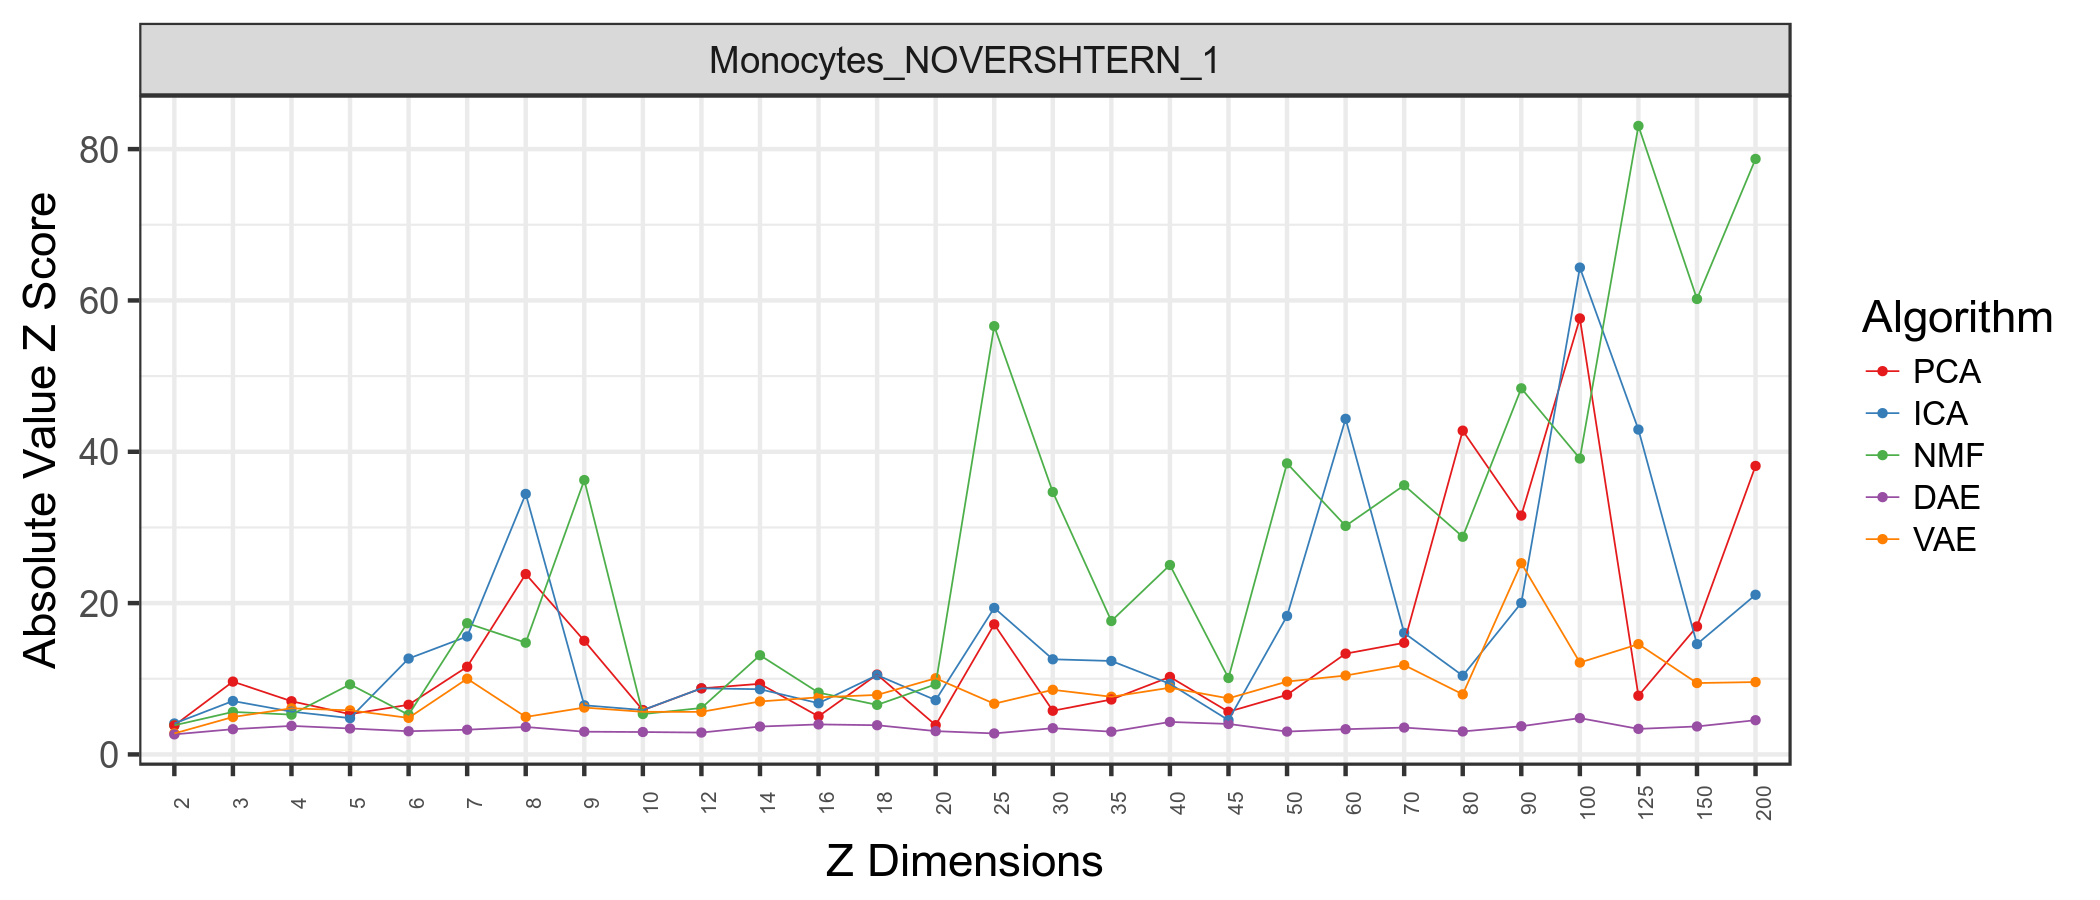 Monocytes_NOVERSHTERN_1
Absolute Value Z Score
80
60
40
20
0
2 3 4 5 6 7 8 9 10 12 14 16 18 20 25 30 35 40 45 50 60 70 80 90 100 125 150 200
Z Dimensions
Algorithm
PCA
ICA
NMF
DAE
VAE